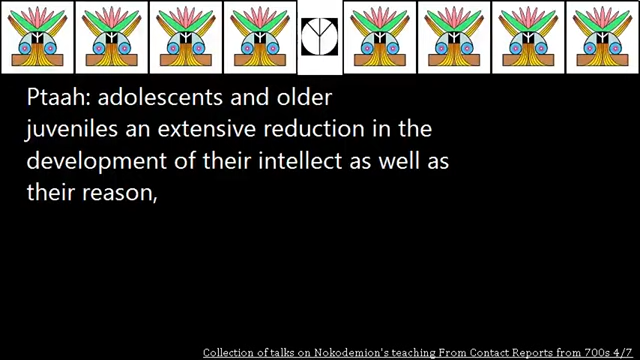 Ptaah: adolescents and older
juveniles an extensive reduction in the
development of their intellect as well as
their reason,
Collection of talks on Nokodemion's teaching From Contact Reports from 700s 4/7